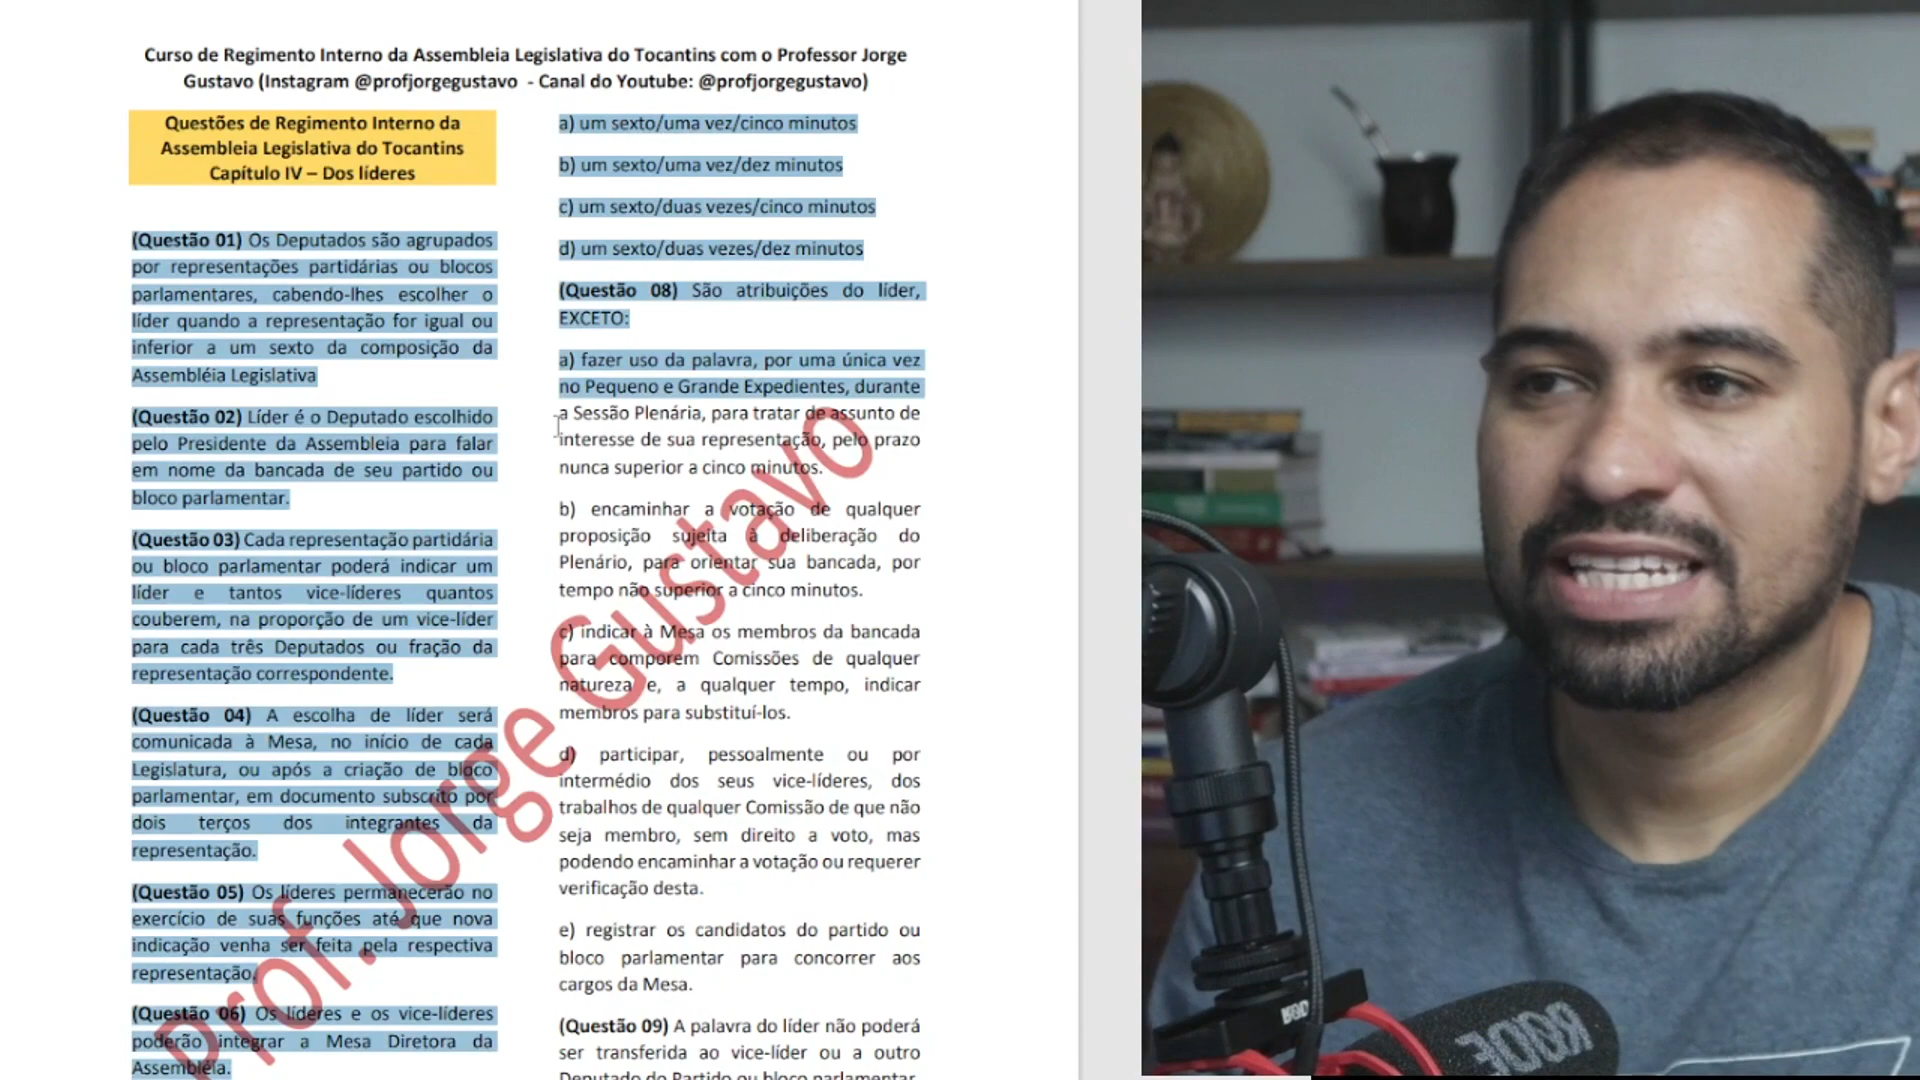 Curso de Regimento Interno da Assembleia Legislativa do Tocantins com o Professor Jorge
Gustavo (Instagram @profjorgegustavo - Canal do Youtube: @profjorgegustavo)
Questões de Regimento Interno da
Assembleia Legislativa do Tocantins
Capítulo IV – Dos líderes
(Questão 01) Os Deputados são agrupados
por representações partidárias ou blocos
parlamentares, cabendo-lhes escolher o
líder quando a representação for igual ou
inferior a um sexto da composição da
Assembléia Legislativa
(Questão 02) Líder é o Deputado escolhido
pelo Presidente da Assembleia para falar
em nome da bancada de seu partido ou
bloco parlamentar.
(Questão 03) Cada representação partidária
ou bloco parlamentar poderá indicar um
líder e tantos vice-líderes quantos
couberem, na proporção de um vice-líder
para cada três Deputados ou fração da
representação correspondente.
(Questão 04) A escolha de líder será
comunicada à Mesa, no início de cada
Legislatura, ou após a criação de bloco
parlamentar, em documento subscrito por
dois terços dos integrantes da
representação.
(Questão 05) Os líderes permanecerão no
exercício de suas funções até que nova
indicação venha ser feita pela respectiva
representação.
(Questão 06) Os líderes e os vice-líderes
poderão integrar a Mesa Diretora da
Assembléia.
a) um sexto/uma vez/cinco minutos
b) um sexto/uma vez/dez minutos
c) um sexto/duas vezes/cinco minutos
d) um sexto/duas vezes/dez minutos
(Questão 08) São atribuições do líder,
EXCETO:
a) fazer uso da palavra, por uma única vez
no Pequeno e Grande Expedientes, durante
a Sessão Plenária, para tratar de assunto de
interesse de sua representação, pelo prazo
nunca superior a cinco minutos.
b) encaminhar a votação de qualquer
proposição sujeita à deliberação do
Plenário, para orientar sua bancada, por
tempo não superior a cinco minutos.
c) indicar à Mesa os membros da bancada
para comporem Comissões de qualquer
natureza e, a qualquer tempo, indicar
membros para substituí-los.
d) participar, pessoalmente ou por
intermédio dos seus vice-líderes, dos
trabalhos de qualquer Comissão de que não
seja membro, sem direito a voto, mas
podendo encaminhar a votação ou requerer
verificação desta.
e) registrar os candidatos do partido ou
bloco parlamentar para concorrer aos
cargos da Mesa.
(Questão 09) A palavra do líder não poderá
ser transferida ao vice-líder ou a outro
Deputado do Partido ou bloco parlamentar.
Prof. Jorge Gustavo
RODE